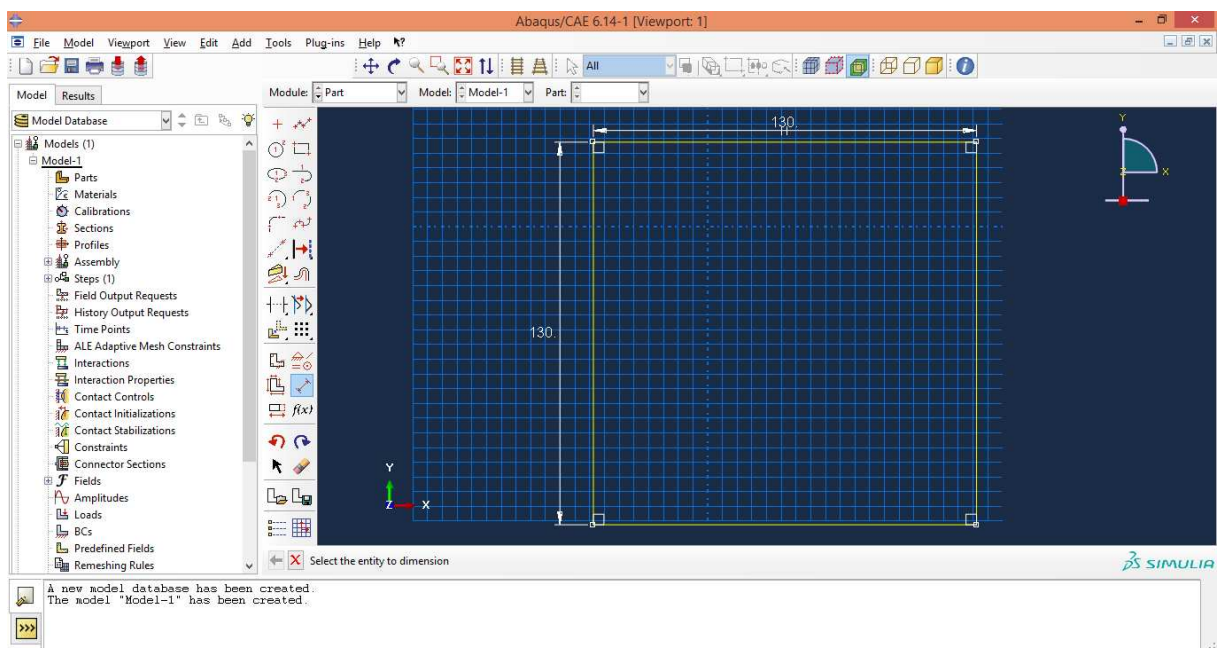 Abaqus/CAE 6.14-1 [Viewport: 1]
File Model Viewport View Edit Add Tools Plug-ins Help
All
Model Results
Module: Part Model: Model-1 Part:
Model Database
Models (1)
Model-1
Parts
Materials
Calibrations
Sections
Profiles
Assembly
Steps (1)
Field Output Requests
History Output Requests
Time Points
ALE Adaptive Mesh Constraints
Interactions
Interaction Properties
Contact Controls
Contact Initializations
Contact Stabilizations
Constraints
Connector Sections
Fields
Amplitudes
Loads
BCs
Predefined Fields
Remeshing Rules
f(x)
130.
H
130.
Y
Z X
Y
Z X
Select the entity to dimension
SIMULIA
A new model database has been created.
The model "Model-1" has been created.
>>>